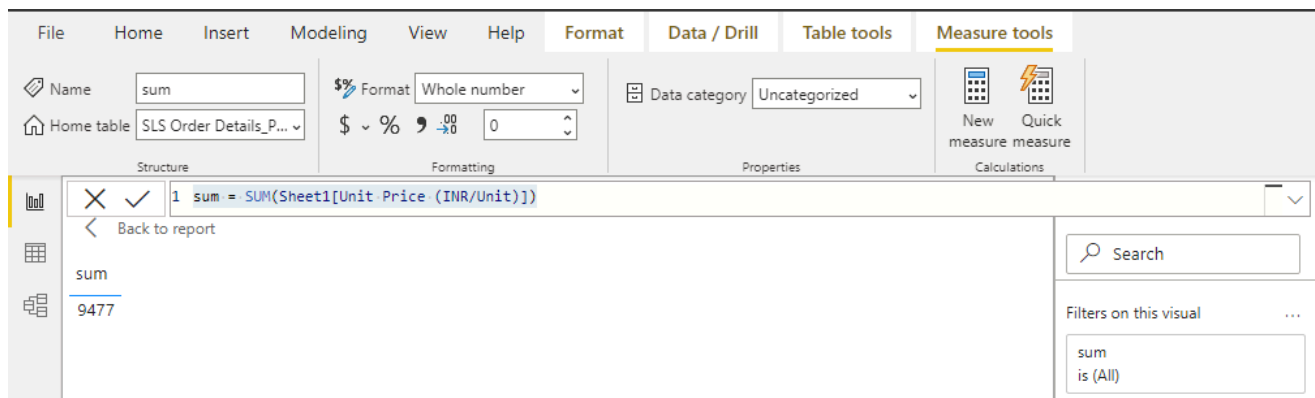 File Home Insert Modeling View Help Format Data / Drill Table tools Measure tools
Name sum $% Format Whole number Data category Uncategorized
Home table SLS Order Details_P... $ % 9 .00 →0 0 New measure Quick measure
Structure Formatting Properties Calculations
1 sum = SUM(Sheet1[Unit Price (INR/Unit)])
Back to report
Search
sum
9477
Filters on this visual ...
sum
is (All)